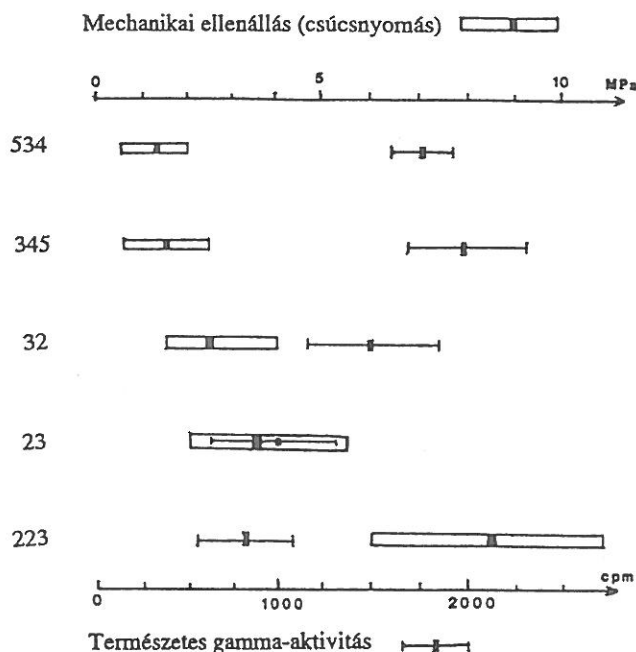 Mechanikai ellenállás (csúcsnyomás)
0 5 10 MPa
534
345
32
23
223
0 1000 2000 cpm
Természetes gamma-aktivitás